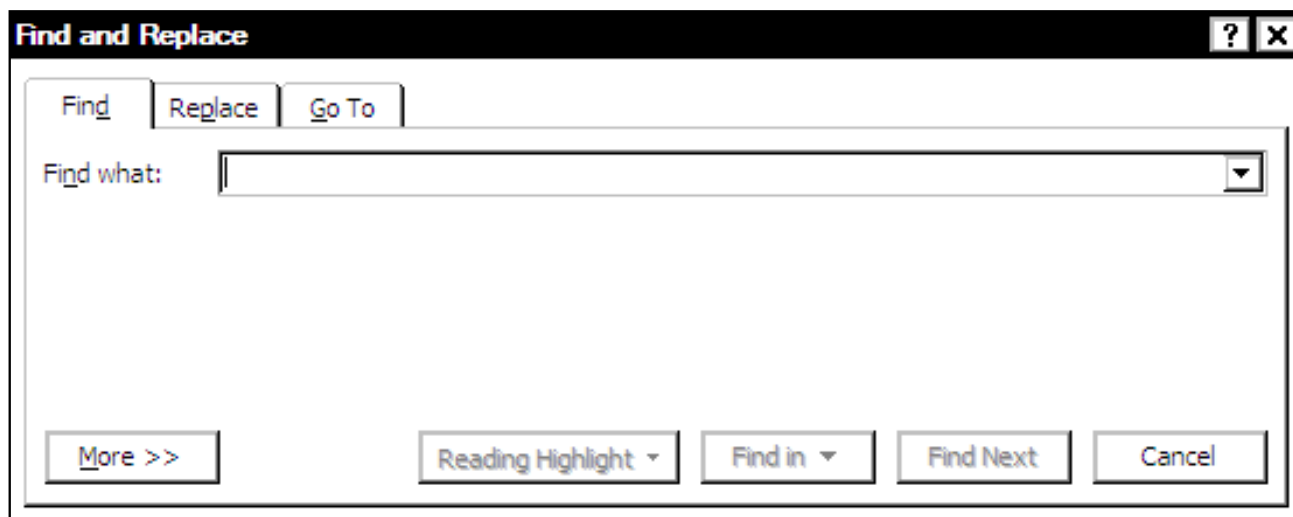 Find and Replace ? X
Find Replace Go To
Find what:
More >> Reading Highlight Find in Find Next Cancel